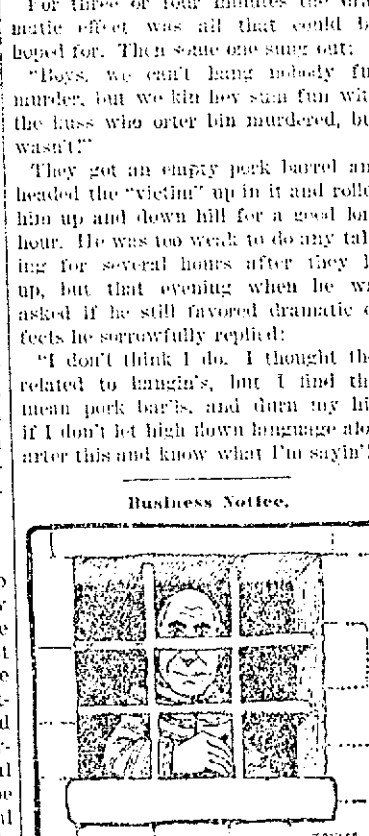 For three or four minutes the dra-
matic effect was all that could b
hoped for. Then some one sung out:
"Boys, we can't hang nobody fu
murder, but we kin hev sum fun wit
the kuss who orter bin murdered, bu
wasn't!"
They got an empty pork barrel an
headed the "victim" up in it and rolle
him up and down hill for a good lon
hour. He was too weak to do any talk
ing for several hours after they l
up, but that evening when he wa
asked if he still favored dramatic e
fects he sorrowfully replied:
"I don't think I do. I thought the
related to hangin's, but I find the
mean pork bar'ls, and durn my hi
if I don't let high flown language alo
arter this and know what I'm sayin'
Business Notice.